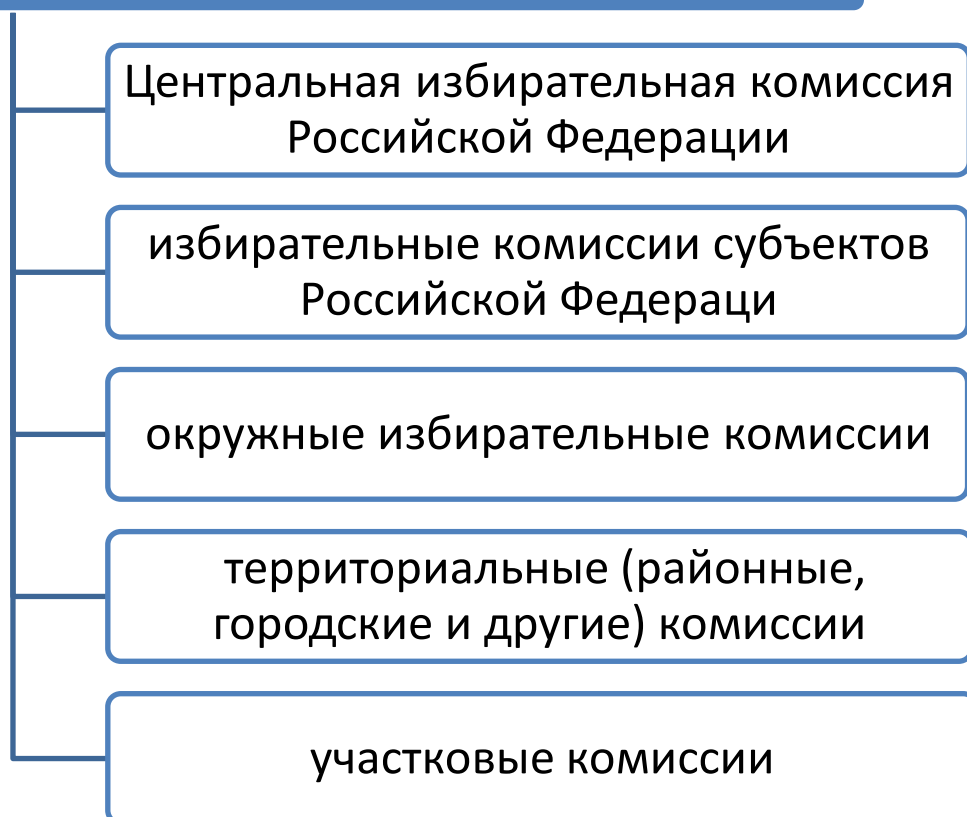 Центральная избирательная комиссия
Российской Федерации
избирательные комиссии субъектов
Российской Федераци
окружные избирательные комиссии
территориальные (районные,
городские и другие) комиссии
участковые комиссии